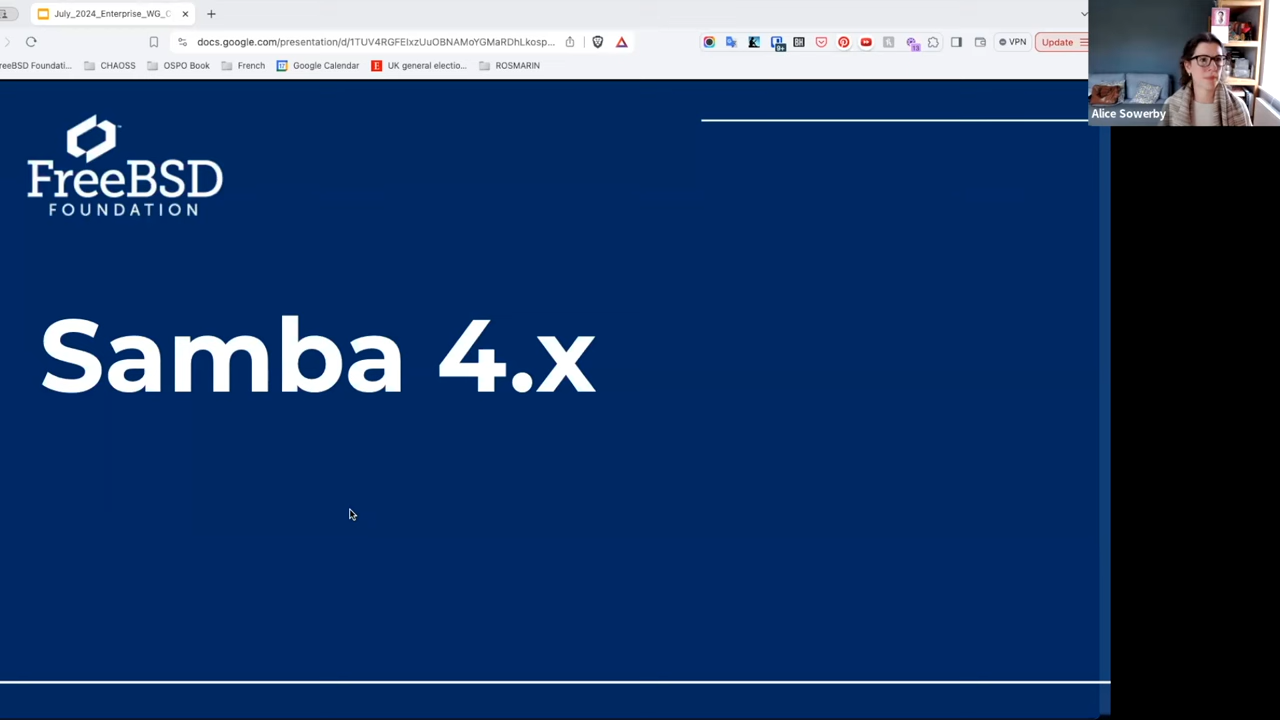 July_2024_Enterprise_WG_C
docs.google.com/presentation/d/1TUV4RGFEIxzUuOBNAMoYGMaRDhLkosp...
VPN
Update
reeBSD Foundati...
CHAOSS
OSPO Book
French
Google Calendar
UK general electio...
ROSMARIN
Alice Sowerby
FreeBSD
FOUNDATION
Samba 4.x